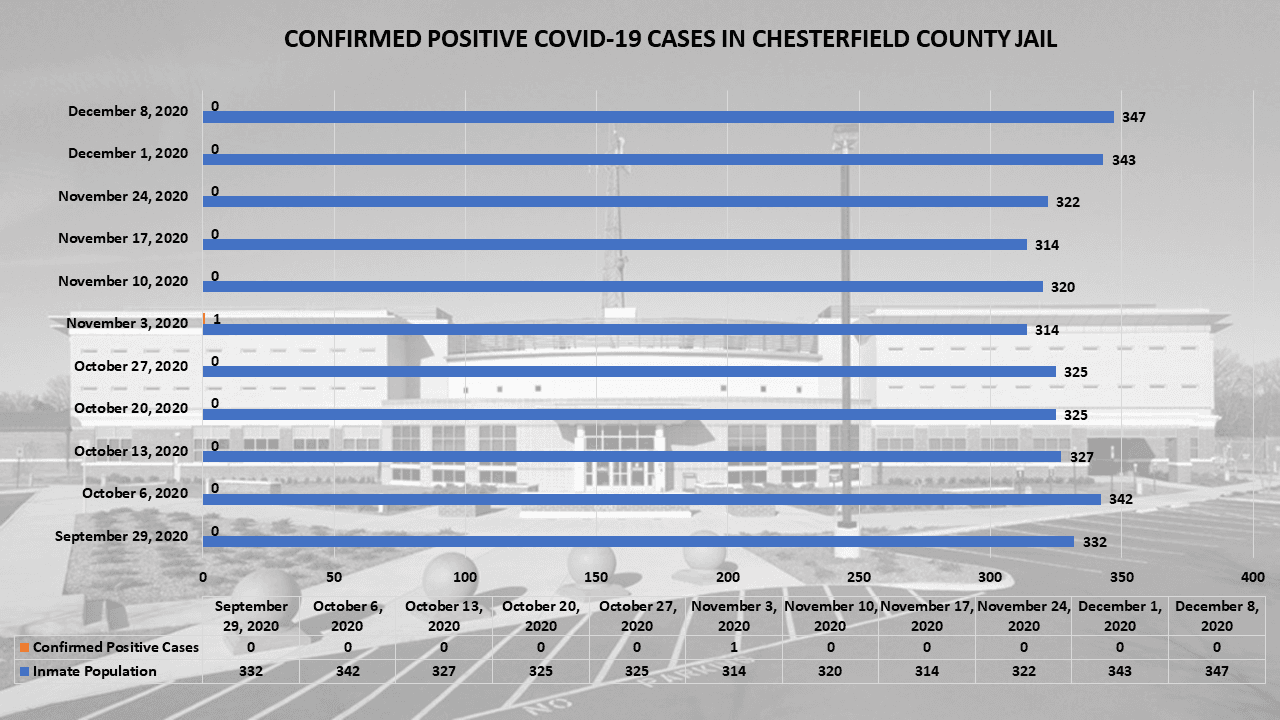 CONFIRMED POSITIVE COVID-19 CASES IN CHESTERFIELD COUNTY JAIL
December 8, 2020 0 347
December 1, 2020 0 343
November 24, 2020 0 322
November 17, 2020 0 314
November 10, 2020 0 320
November 3, 2020 1 314
October 27, 2020 0 325
October 20, 2020 0 325
October 13, 2020 0 327
October 6, 2020 0 342
September 29, 2020 0 332
0 50 100 150 200 250 300 350 400
September October 6, October 13, October 20, October 27, November 3, November 10, November 17, November 24, December 1, December 8,
29, 2020 2020 2020 2020 2020 2020 2020 2020 2020 2020 2020
Confirmed Positive Cases 0 0 0 0 0 1 0 0 0 0 0
Inmate Population 332 342 327 325 325 314 320 314 322 343 347
NO PARKING